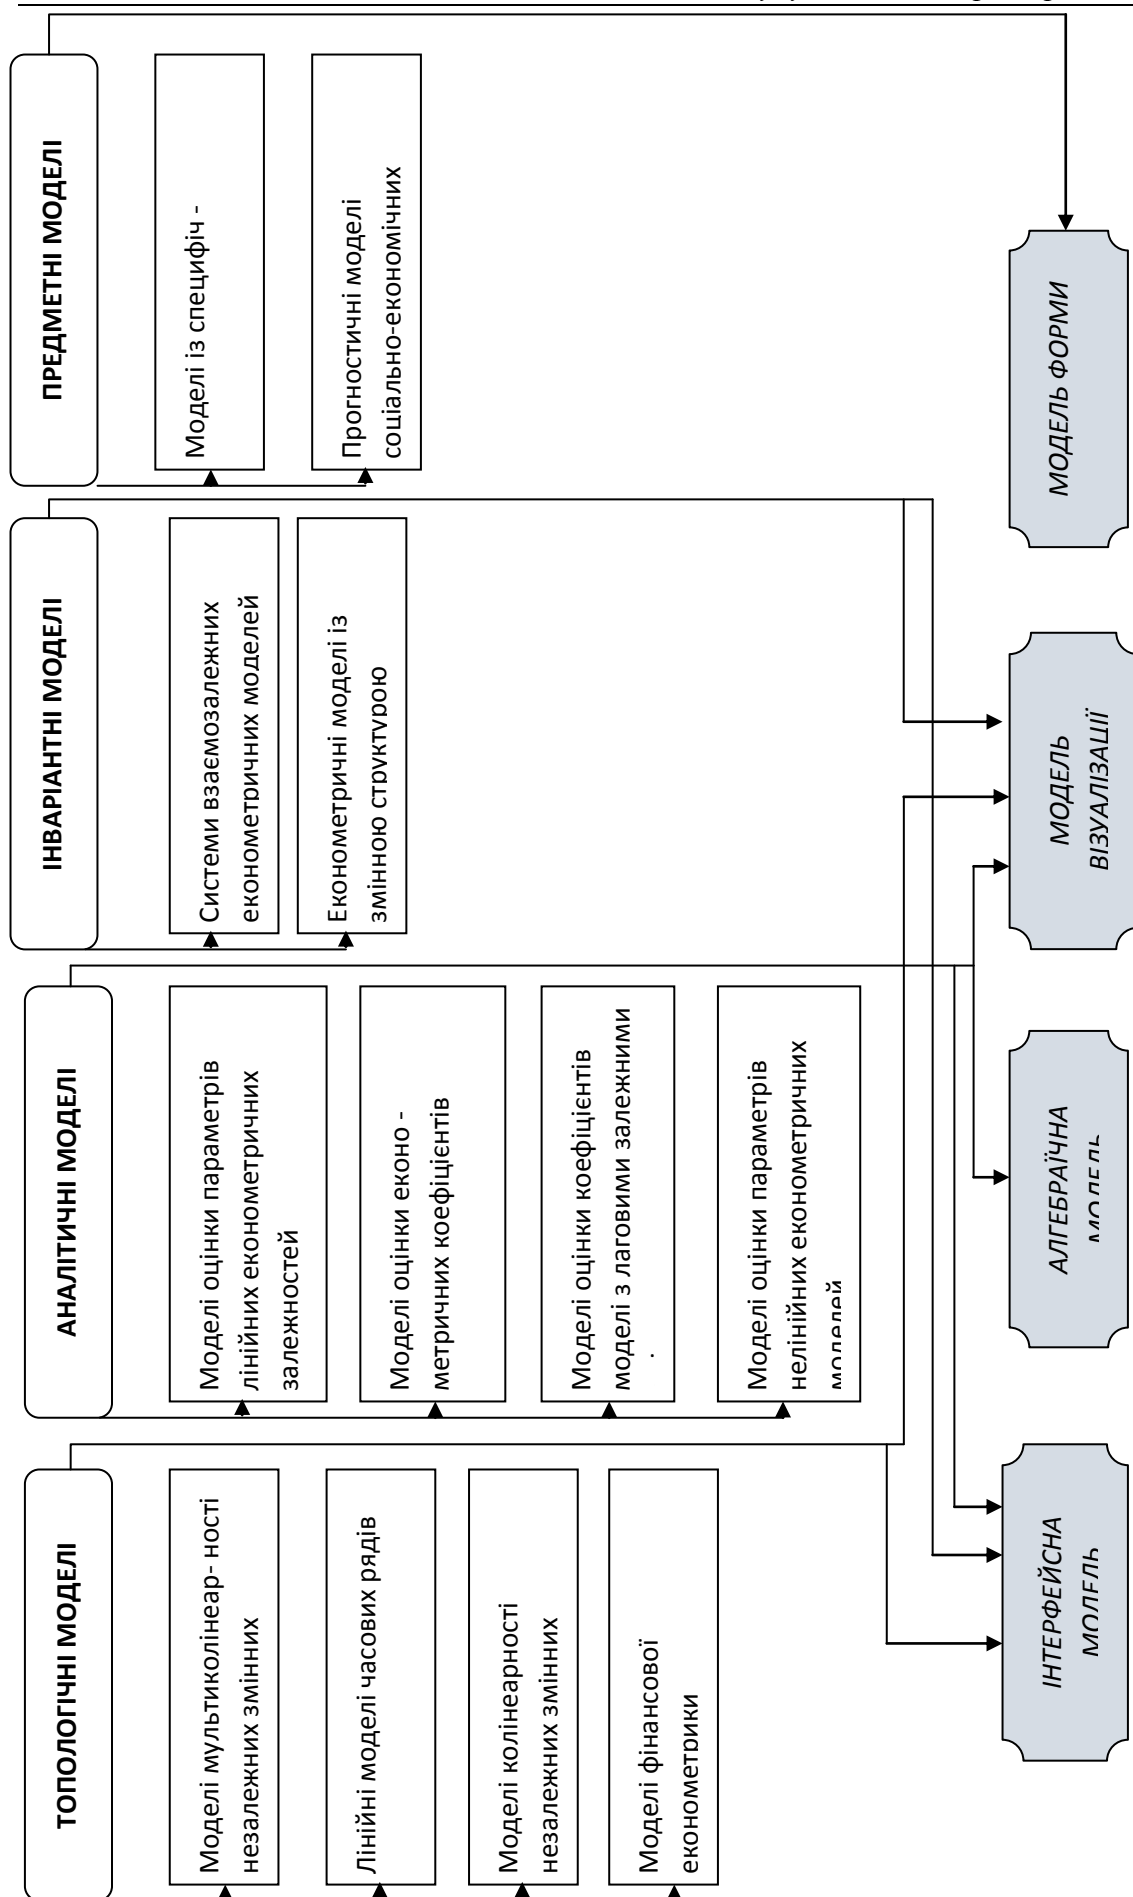 ТОПОЛОГІЧНІ МОДЕЛІ
Моделі мультиколінеар- ності
незалежних змінних
Лінійні моделі часових рядів
Моделі колінеарності
незалежних змінних
Моделі фінансової
економетрики
АНАЛІТИЧНІ МОДЕЛІ
Моделі оцінки параметрів
лінійних економетричних
залежностей
Моделі оцінки еконо -
метричних коефіцієнтів
Моделі оцінки коефіцієнтів
моделі з лаговими залежними
Моделі оцінки параметрів
нелінійних економетричних
моделей
ІНВАРІАНТНІ МОДЕЛІ
Системи взаємозалежних
економетричних моделей
Економетричні моделі із
змінною структурою
ПРЕДМЕТНІ МОДЕЛІ
Моделі із специфіч -
Прогностичні моделі
соціально-економічних
ІНТЕРФЕЙСНА
МОДЕЛЬ
АЛГЕБРАЇЧНА
МОДЕЛЬ
МОДЕЛЬ
ВІЗУАЛІЗАЦІЇ
МОДЕЛЬ ФОРМИ